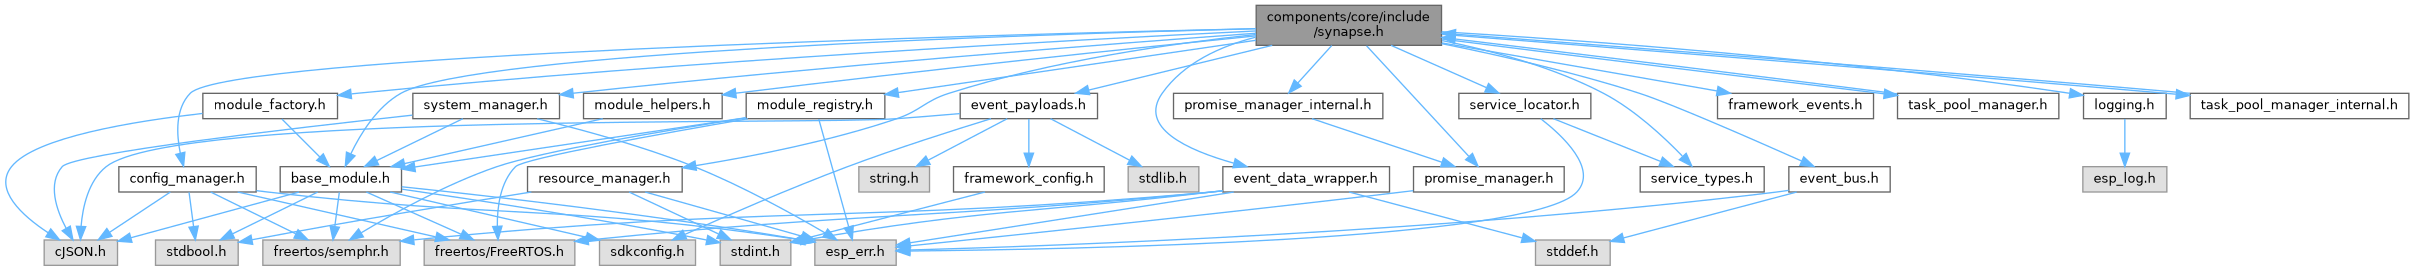 components/core/include
/synapse.h
module_factory.h
system_manager.h
module_helpers.h
module_registry.h
event_payloads.h
promise_manager_internal.h
service_locator.h
framework_events.h
task_pool_manager.h
logging.h
task_pool_manager_internal.h
config_manager.h
base_module.h
resource_manager.h
string.h
framework_config.h
stdlib.h
event_data_wrapper.h
promise_manager.h
service_types.h
event_bus.h
esp_log.h
cJSON.h
stdbool.h
freertos/semphr.h
freertos/FreeRTOS.h
sdkconfig.h
stdint.h
esp_err.h
stddef.h